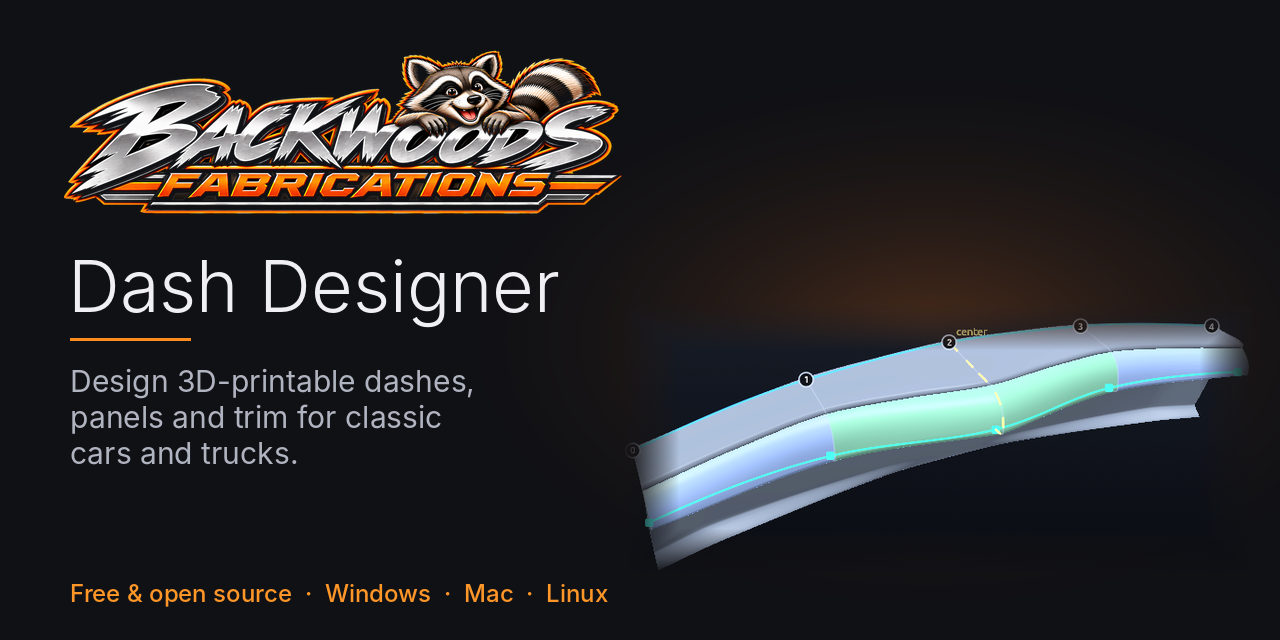 BACKWOODS
FABRICATIONS
Dash Designer
Design 3D-printable dashes,
panels and trim for classic
cars and trucks.
0
1
2
center
3
4
Free & open source · Windows · Mac · Linux